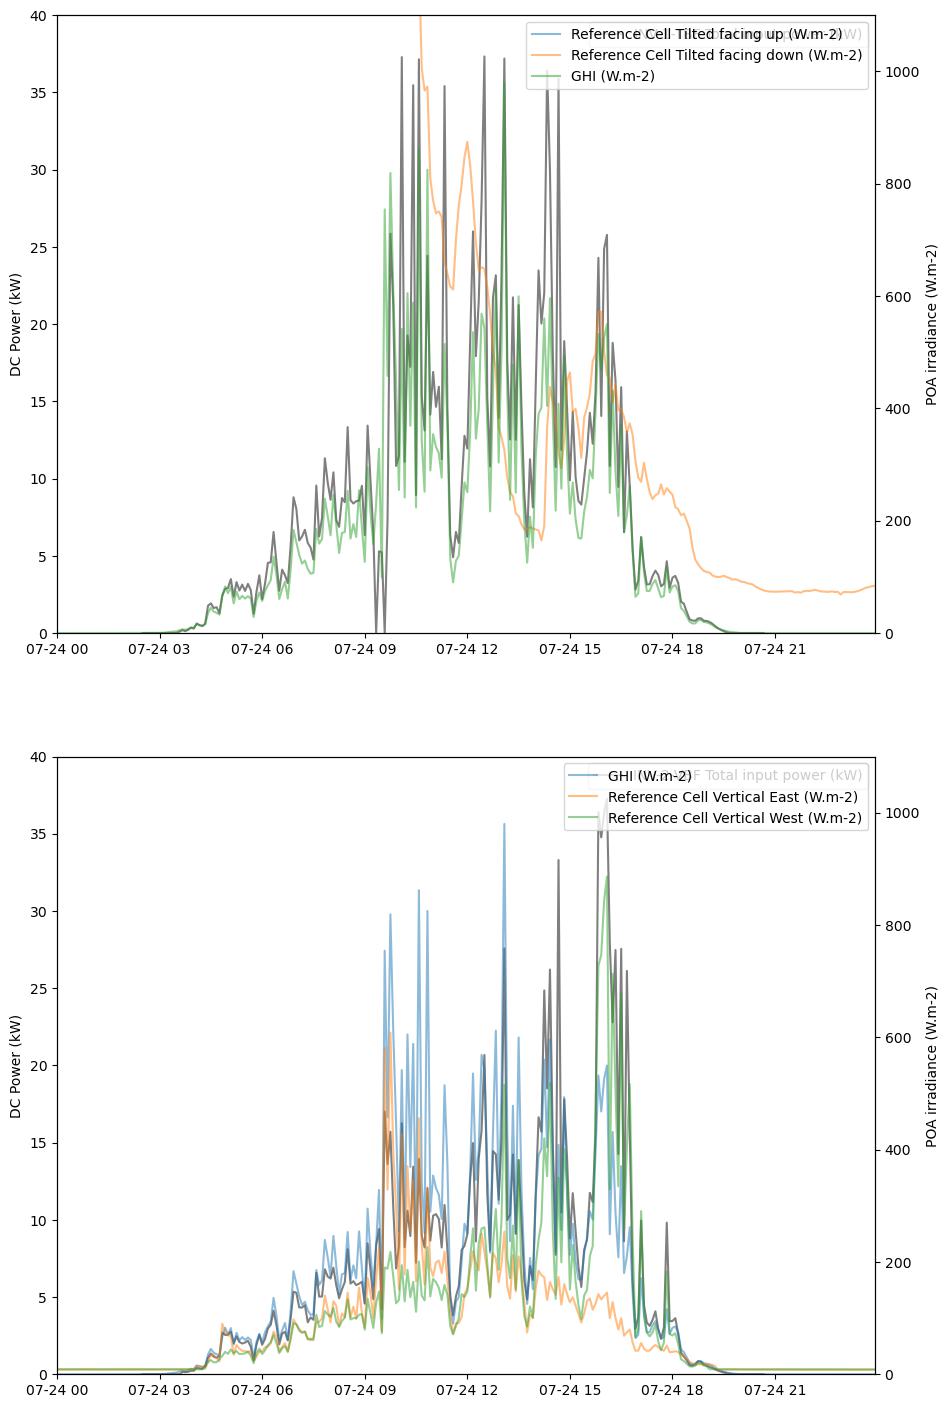 40
35
30
25
20
15
10
5
0
DC Power (kW)
Reference Cell Tilted facing up (W.m-2)
Reference Cell Tilted facing down (W.m-2)
GHI (W.m-2)
1000
800
600
400
200
0
POA irradiance (W.m-2)
07-24 00 07-24 03 07-24 06 07-24 09 07-24 12 07-24 15 07-24 18 07-24 21
40
35
30
25
20
15
10
5
0
DC Power (kW)
GHI (W.m-2) Total input power (kW)
Reference Cell Vertical East (W.m-2)
Reference Cell Vertical West (W.m-2)
1000
800
600
400
200
0
POA irradiance (W.m-2)
07-24 00 07-24 03 07-24 06 07-24 09 07-24 12 07-24 15 07-24 18 07-24 21